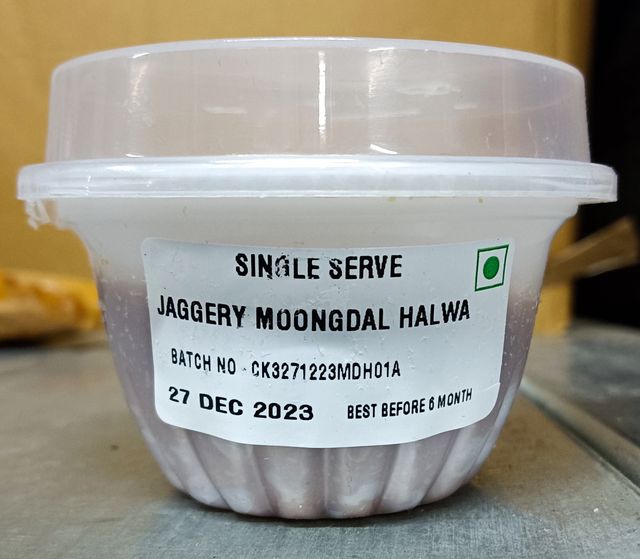 SINGLE SERVE
JAGGERY MOONGDAL HALWA
BATCH NO - CK3271223MDH01A
27 DEC 2023 BEST BEFORE 6 MONTH